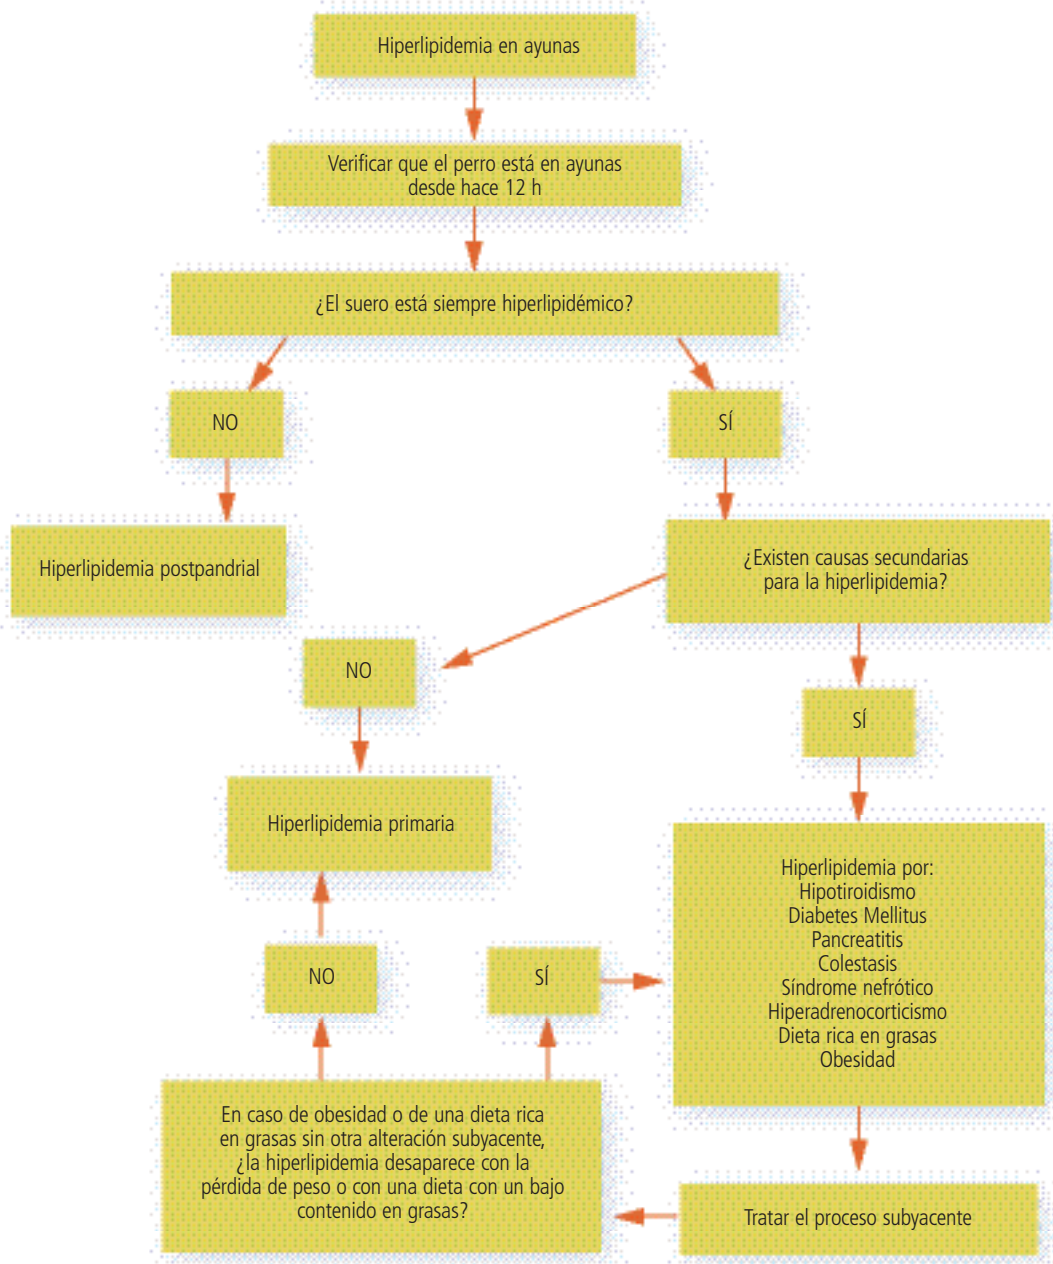 Hiperlipidemia en ayunas
Verificar que el perro está en ayunas
desde hace 12 h
¿El suero está siempre hiperlipidémico?
NO
SÍ
Hiperlipidemia postpandrial
¿Existen causas secundarias
para la hiperlipidemia?
NO
SÍ
Hiperlipidemia primaria
Hiperlipidemia por:
Hipotiroidismo
Diabetes Mellitus
Pancreatitis
Colestasis
Síndrome nefrótico
Hiperadrenocorticismo
Dieta rica en grasas
Obesidad
NO
SÍ
En caso de obesidad o de una dieta rica
en grasas sin otra alteración subyacente,
¿la hiperlipidemia desaparece con la
pérdida de peso o con una dieta con un bajo
contenido en grasas?
Tratar el proceso subyacente